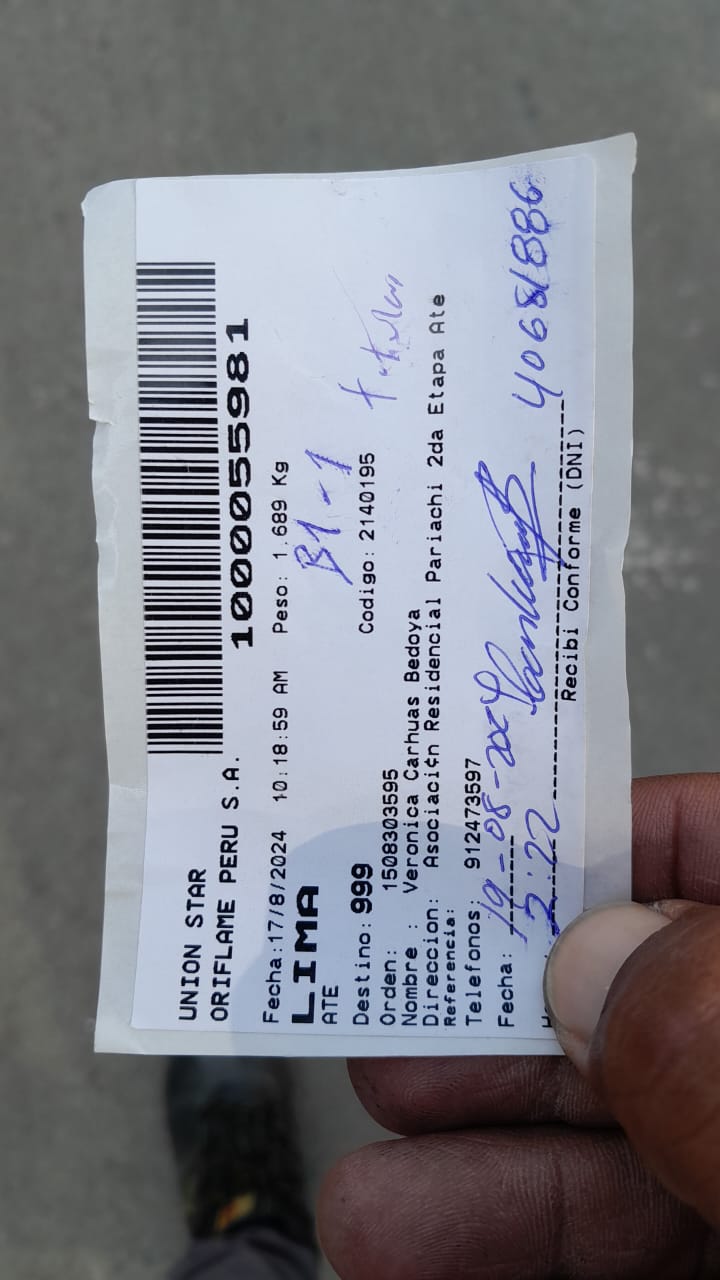 UNION STAR
ORIFLAME PERU S.A.
1000055981
Fecha:17/8/2024 10:18:59 AM Peso: 1.689 Kg
LIMA
ATE
B1-1
Destino: 999
Orden: 1508303595 Codigo: 2140195
Nombre : Veronica Carhuas Bedoya
Direccion: Asociaci¢n Residencial Pariachi 2da Etapa Ate
Referencia:
Telefonos: 912473597
Fecha: 19-08-2024
2:22 40681886
Recibi Conforme (DNI)